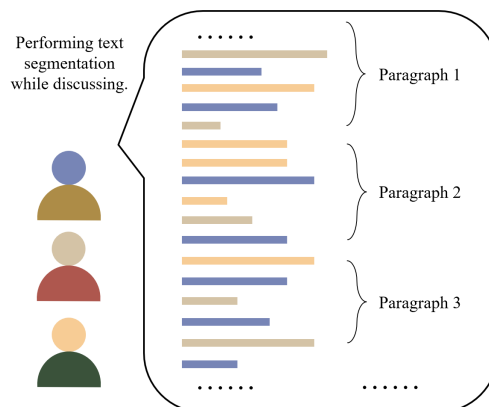 Performing text
segmentation
while discussing.
......
Paragraph 1
Paragraph 2
Paragraph 3
......
......